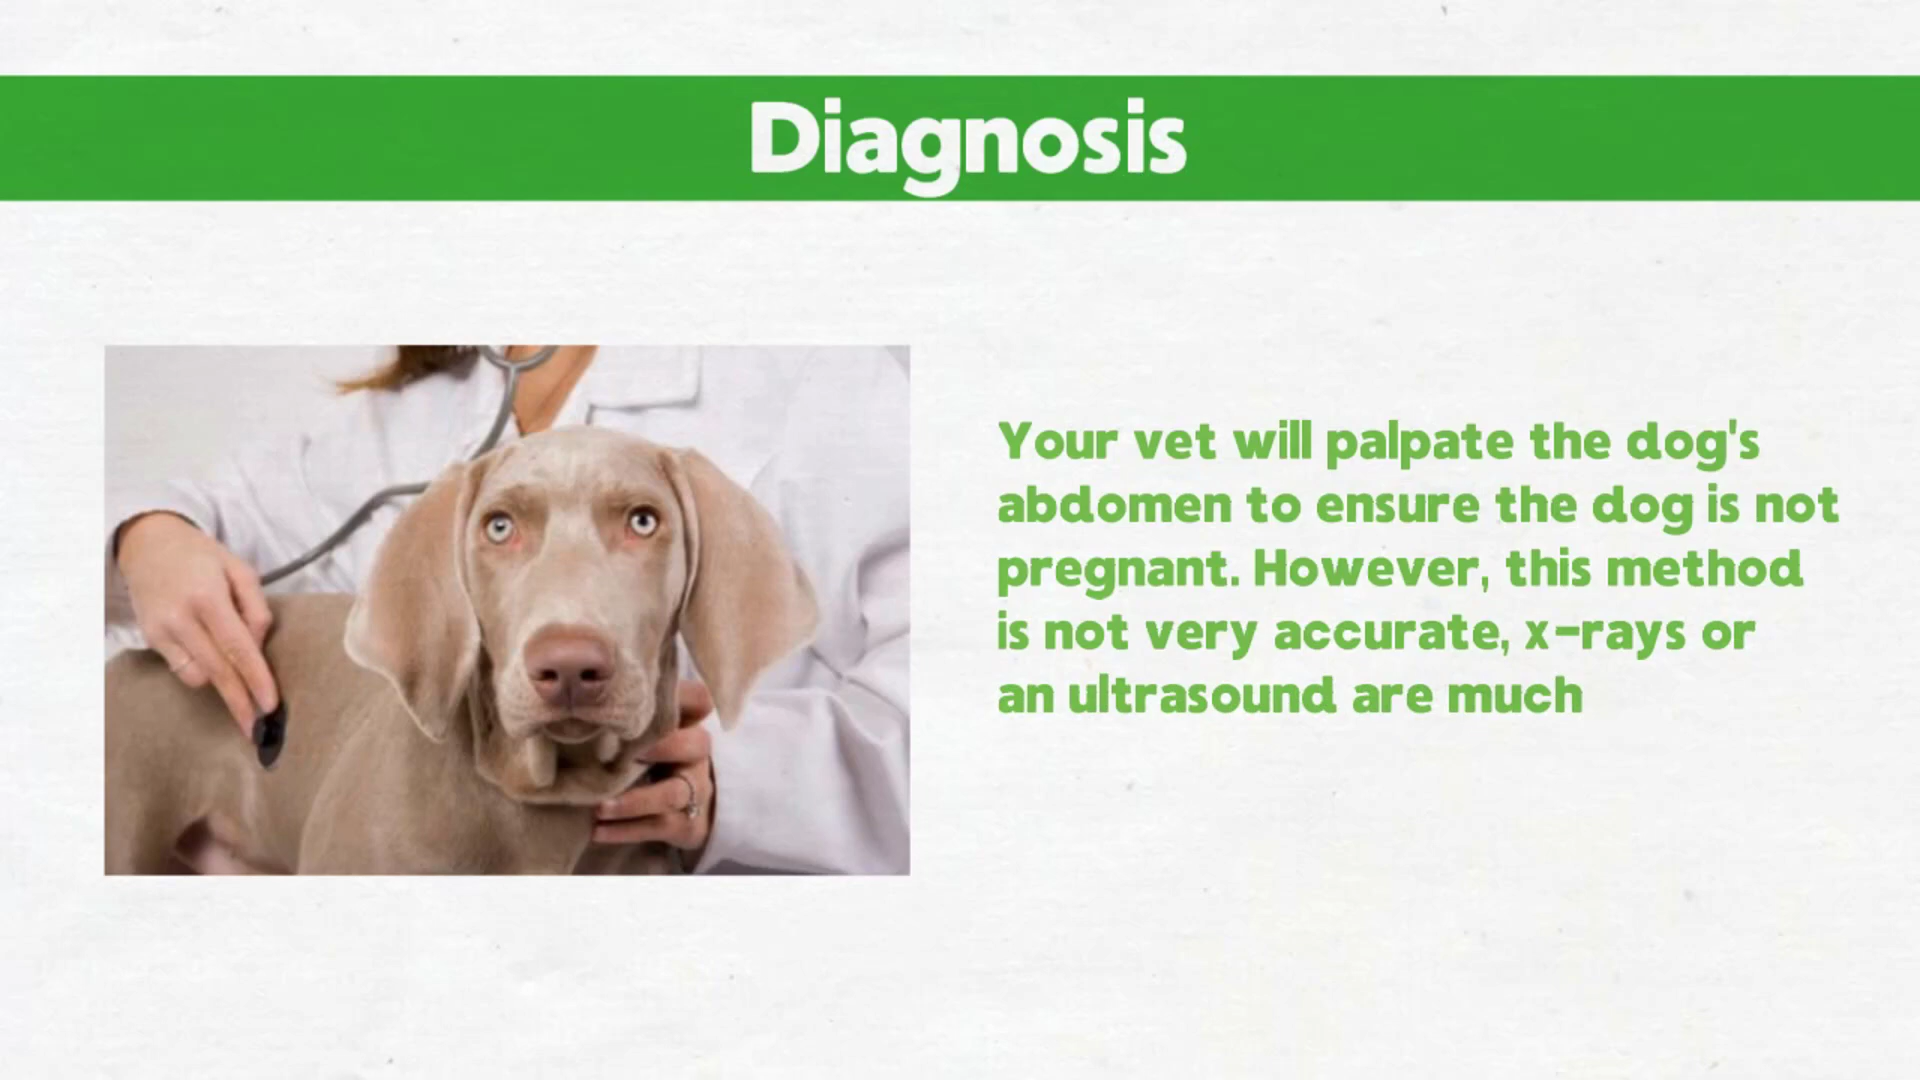 Diagnosis
Your vet will palpate the dog's
abdomen to ensure the dog is not
pregnant. However, this method
is not very accurate, x-rays or
an ultrasound are much